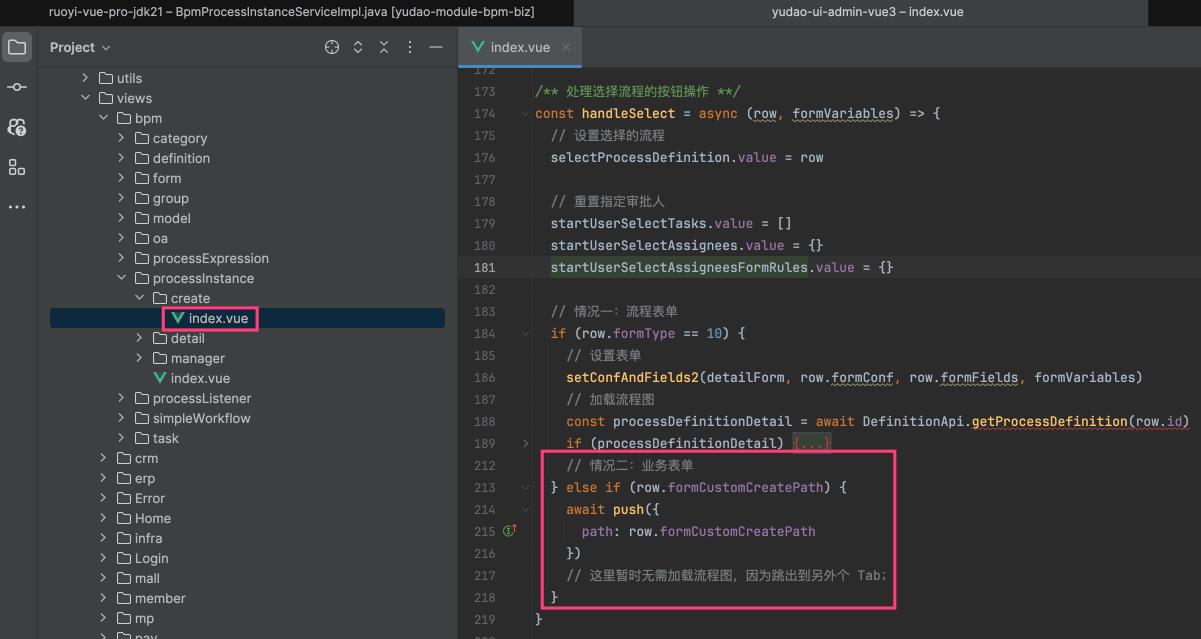 ruoyi-vue-pro-jdk21 – BpmProcessInstanceServiceImpl.java [yudao-module-bpm-biz]
yudao-ui-admin-vue3 – index.vue
Project
utils
views
bpm
category
definition
form
group
model
oa
processExpression
processInstance
create
index.vue
detail
manager
index.vue
processListener
simpleWorkflow
task
crm
erp
Error
Home
infra
Login
mall
member
mp
pay
index.vue
172
173 /** 处理选择流程的按钮操作 **/
174 const handleSelect = async (row, formVariables) => {
175 // 设置选择的流程
176 selectProcessDefinition.value = row
177
178 // 重置指定审批人
179 startUserSelectTasks.value = []
180 startUserSelectAssignees.value = {}
181 startUserSelectAssigneesFormRules.value = {}
182
183 // 情况一：流程表单
184 if (row.formType == 10) {
185 // 设置表单
186 setConfAndFields2(detailForm, row.formConf, row.formFields, formVariables)
187 // 加载流程图
188 const processDefinitionDetail = await DefinitionApi.getProcessDefinition(row.id)
189 if (processDefinitionDetail) {...}
212 // 情况二：业务表单
213 } else if (row.formCustomCreatePath) {
214 await push({
215 path: row.formCustomCreatePath
216 })
217 // 这里暂时无需加载流程图，因为跳出到另外个 Tab；
218 }
219 }